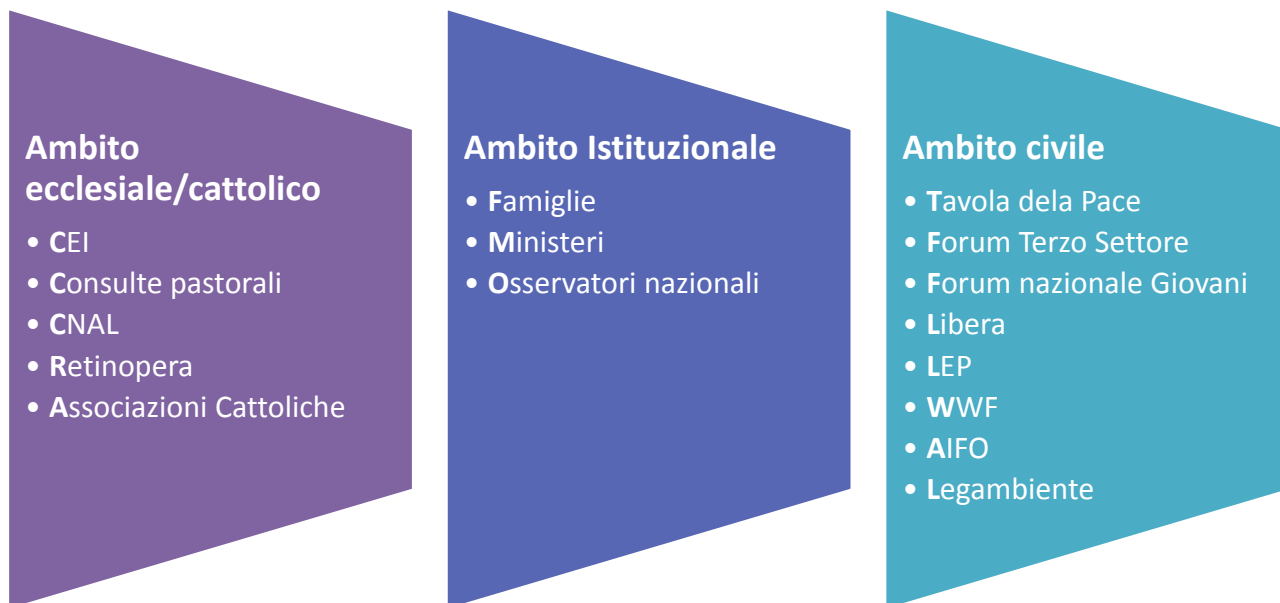 Ambito
ecclesiale/cattolico
• CEI
• Consulte pastorali
• CNAL
• Retinopera
• Associazioni Cattoliche
Ambito Istituzionale
• Famiglie
• Ministeri
• Osservatori nazionali
Ambito civile
• Tavola dela Pace
• Forum Terzo Settore
• Forum nazionale Giovani
• Libera
• LEP
• WWF
• AIFO
• Legambiente